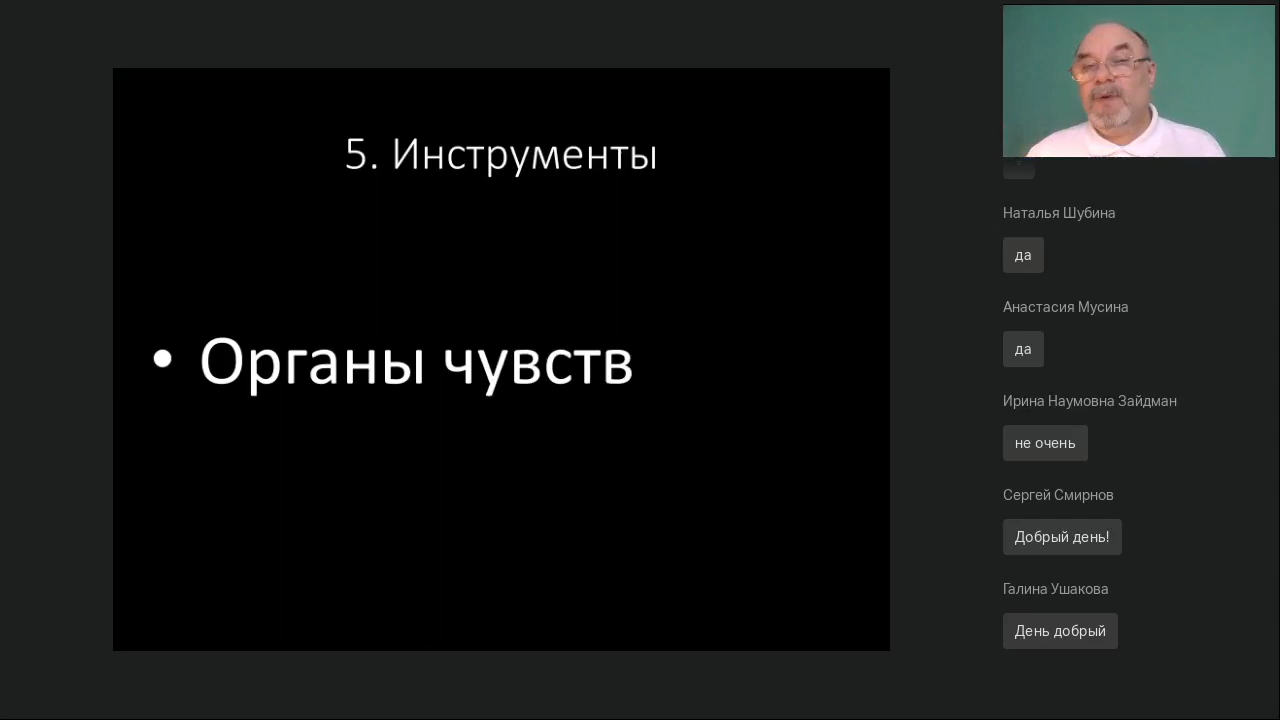 5. Инструменты
• Органы чувств
Наталья Шубина
да
Анастасия Мусина
да
Ирина Наумовна Зайдман
не очень
Сергей Смирнов
Добрый день!
Галина Ушакова
День добрый